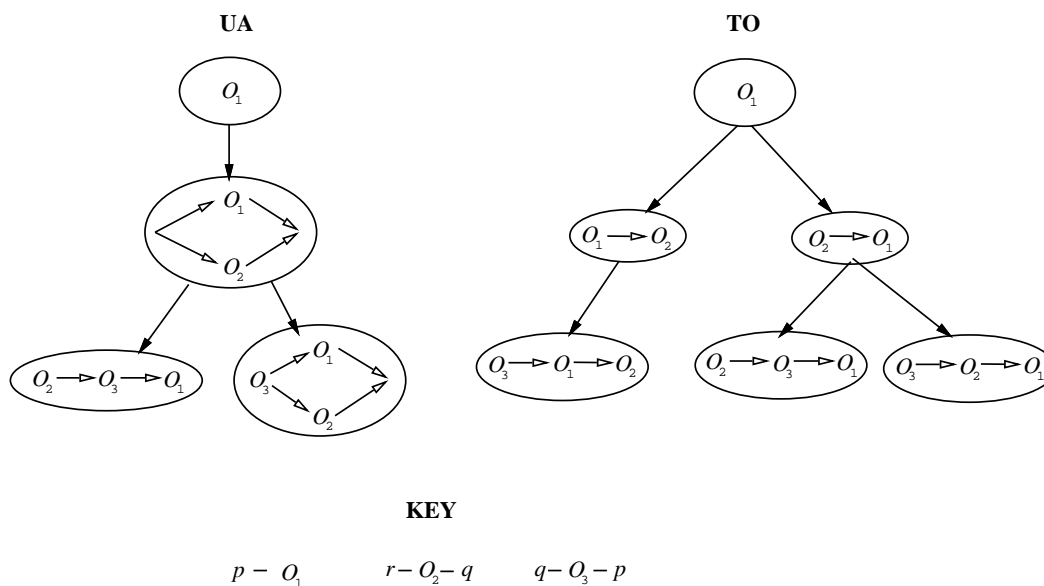 UA
TO
O₁
O₁
O₁
O₂
O₁ O₂
O₂ O₁
O₂ O₃ O₁
O₃ O₁ O₂
O₃ O₁ O₂
O₂ O₃ O₁
O₃ O₂ O₁
KEY
p – O₁
r – O₂ – q
q – O₃ – p